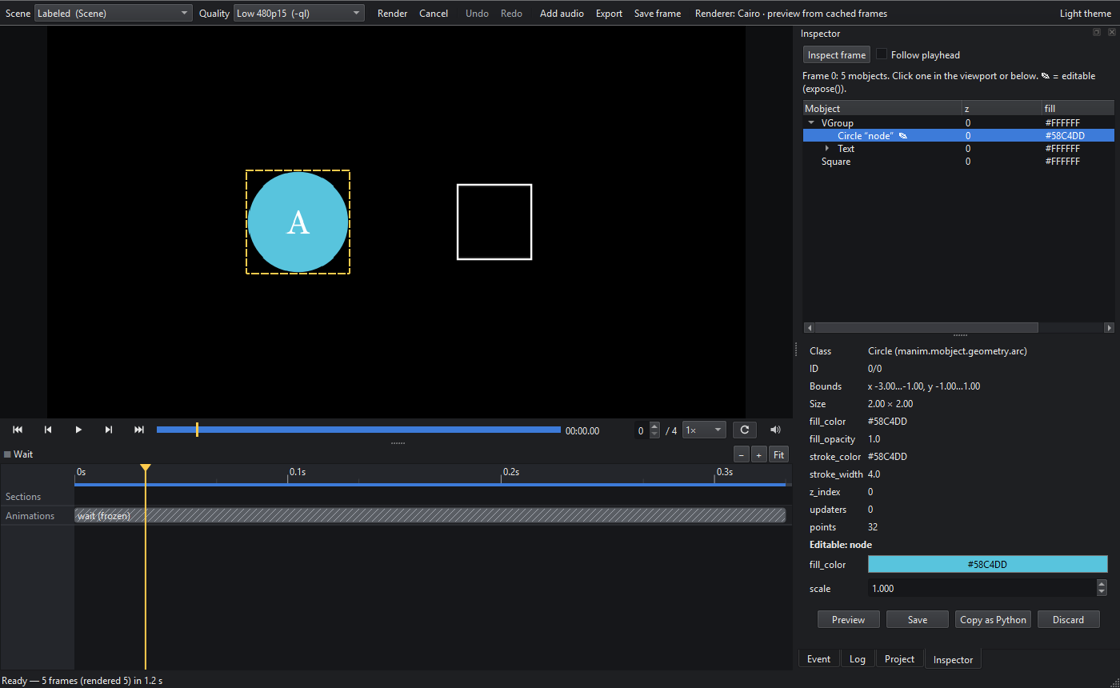 Scene Labeled (Scene) Quality Low 480p15 (-ql) Render Cancel Undo Redo Add audio Export Save frame Renderer: Cairo · preview from cached frames Light theme
Inspector
Inspect frame Follow playhead
Frame 0: 5 mobjects. Click one in the viewport or below. ✎ = editable
(expose()).
Mobject z fill
VGroup 0 #FFFFFF
Circle "node" ✎ 0 #58C4DD
Text 0 #FFFFFF
Square 0 #FFFFFF
A
Class Circle (manim.mobject.geometry.arc)
ID 0/0
Bounds x -3.00…-1.00, y -1.00…1.00
Size 2.00 × 2.00
fill_color #58C4DD
fill_opacity 1.0
stroke_color #58C4DD
stroke_width 4.0
z_index 0
updaters 0
points 32
Editable: node
fill_color #58C4DD
scale 1.000
Preview Save Copy as Python Discard
Event Log Project Inspector
00:00.00 0 / 4 1×
Wait - + Fit
0s 0.1s 0.2s 0.3s
Sections
Animations wait (frozen)
Ready — 5 frames (rendered 5) in 1.2 s